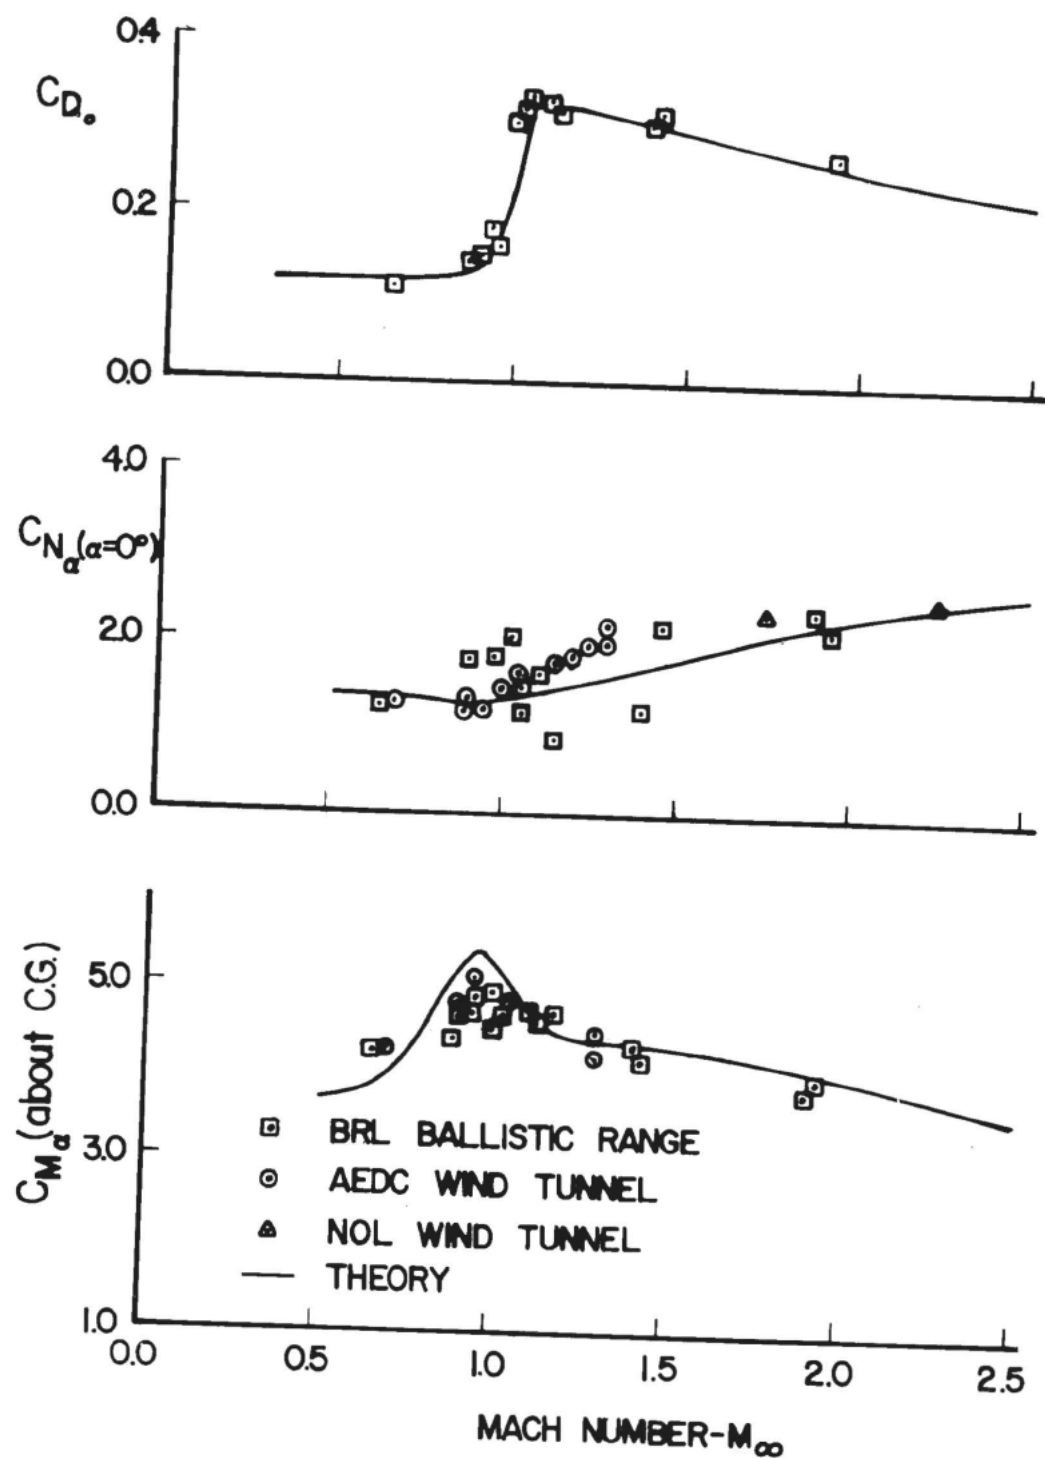 0.4
C_D₀
0.2
0.0
4.0
C_Nα(α=0°)
2.0
0.0
C_Mα(about C.G.)
5.0
3.0
1.0
BRL BALLISTIC RANGE
AEDC WIND TUNNEL
NOL WIND TUNNEL
THEORY
0.0 0.5 1.0 1.5 2.0 2.5
MACH NUMBER-M∞